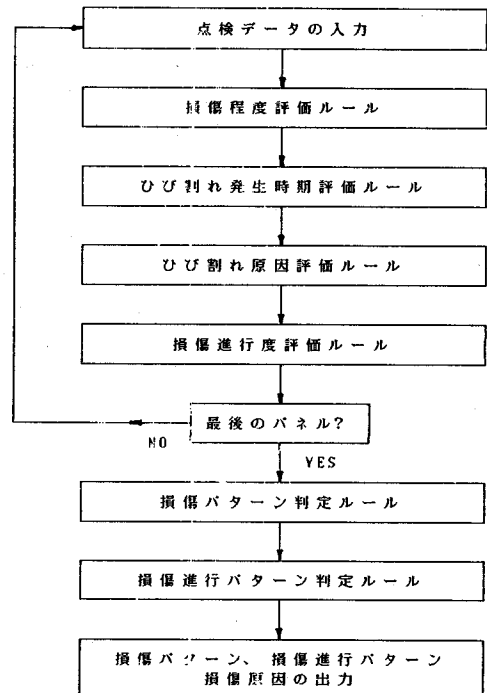 点検データの入力
損傷程度評価ルール
ひび割れ発生時期評価ルール
ひび割れ原因評価ルール
損傷進行度評価ルール
最後のパネル?
NO
YES
損傷パターン判定ルール
損傷進行パターン判定ルール
損傷パターン、損傷進行パターン
損傷原因の出力